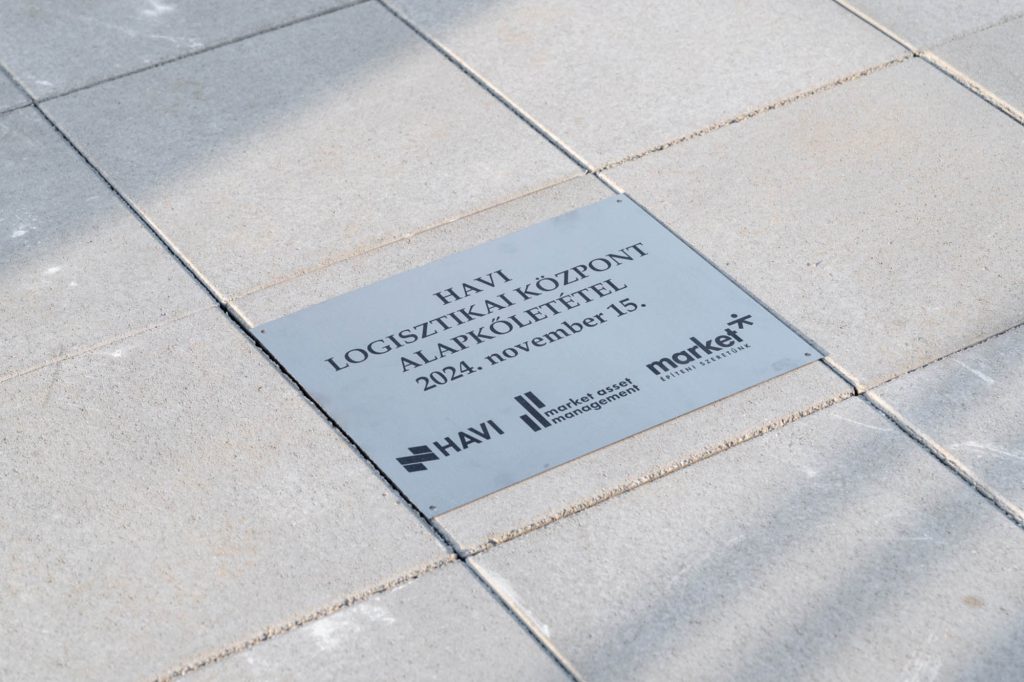 HAVI
LOGISZTIKAI KÖZPONT
ALAPKŐLETÉTEL
2024. november 15.
HAVI
market asset
management
market
ÉPÍTENI SZERETÜNK